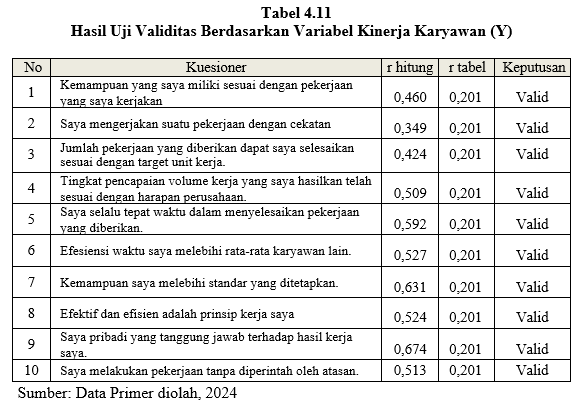 Tabel 4.11
Hasil Uji Validitas Berdasarkan Variabel Kinerja Karyawan (Y)
No Kuesioner r hitung r tabel Keputusan
1 Kemampuan yang saya miliki sesuai dengan pekerjaan
yang saya kerjakan 0,460 0,201 Valid
2 Saya mengerjakan suatu pekerjaan dengan cekatan 0,349 0,201 Valid
3 Jumlah pekerjaan yang diberikan dapat saya selesaikan
sesuai dengan target unit kerja. 0,424 0,201 Valid
4 Tingkat pencapaian volume kerja yang saya hasilkan telah
sesuai dengan harapan perusahaan. 0,509 0,201 Valid
5 Saya selalu tepat waktu dalam menyelesaikan pekerjaan
yang diberikan. 0,592 0,201 Valid
6 Efesiensi waktu saya melebihi rata-rata karyawan lain. 0,527 0,201 Valid
7 Kemampuan saya melebihi standar yang ditetapkan. 0,631 0,201 Valid
8 Efektif dan efisien adalah prinsip kerja saya 0,524 0,201 Valid
9 Saya pribadi yang tanggung jawab terhadap hasil kerja
saya. 0,674 0,201 Valid
10 Saya melakukan pekerjaan tanpa diperintah oleh atasan. 0,513 0,201 Valid
Sumber: Data Primer diolah, 2024